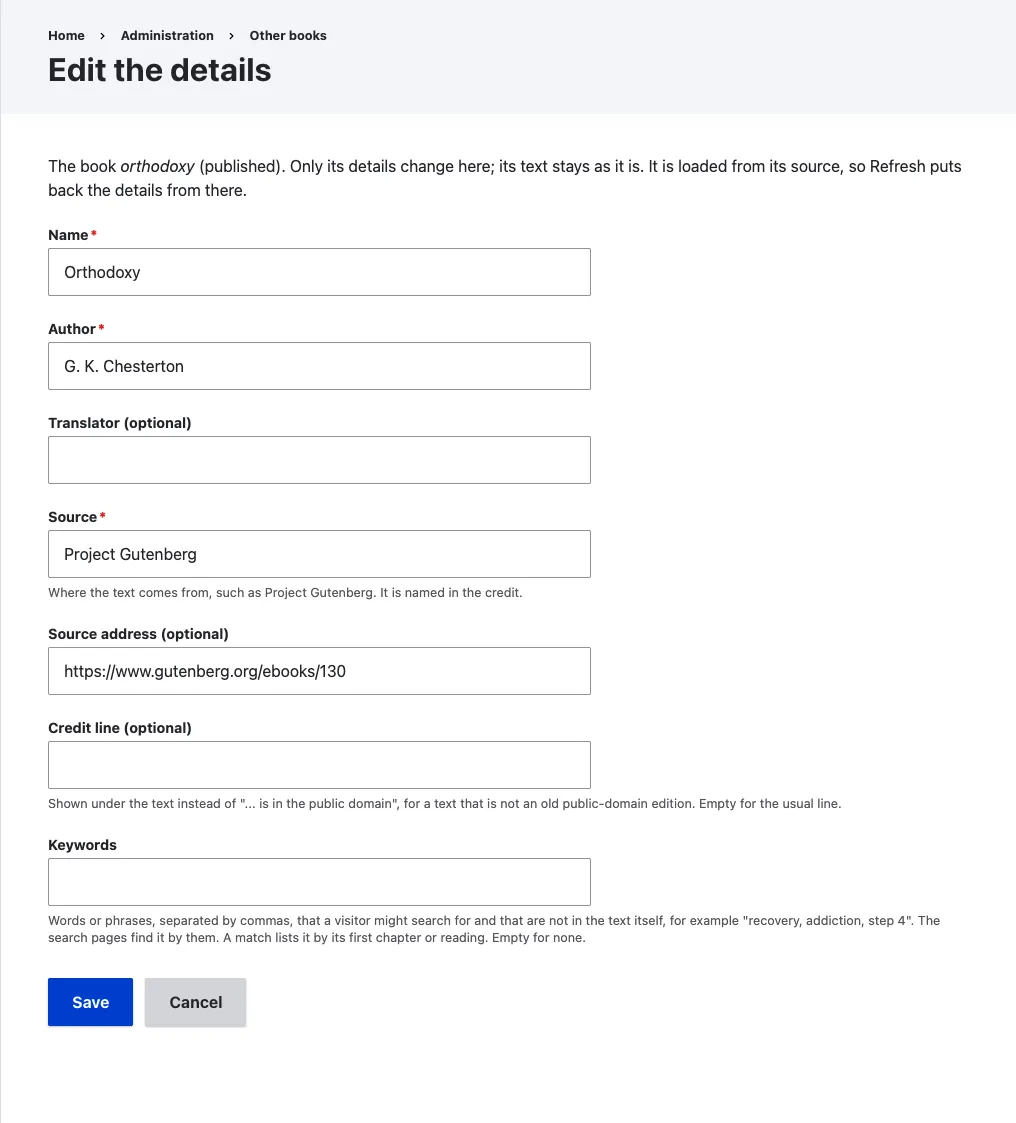 Home › Administration › Other books
Edit the details
The book orthodoxy (published). Only its details change here; its text stays as it is. It is loaded from its source, so Refresh puts
back the details from there.
Name*
Orthodoxy
Author*
G. K. Chesterton
Translator (optional)
Source*
Project Gutenberg
Where the text comes from, such as Project Gutenberg. It is named in the credit.
Source address (optional)
https://www.gutenberg.org/ebooks/130
Credit line (optional)
Shown under the text instead of "... is in the public domain", for a text that is not an old public-domain edition. Empty for the usual line.
Keywords
Words or phrases, separated by commas, that a visitor might search for and that are not in the text itself, for example "recovery, addiction, step 4". The
search pages find it by them. A match lists it by its first chapter or reading. Empty for none.
Save Cancel